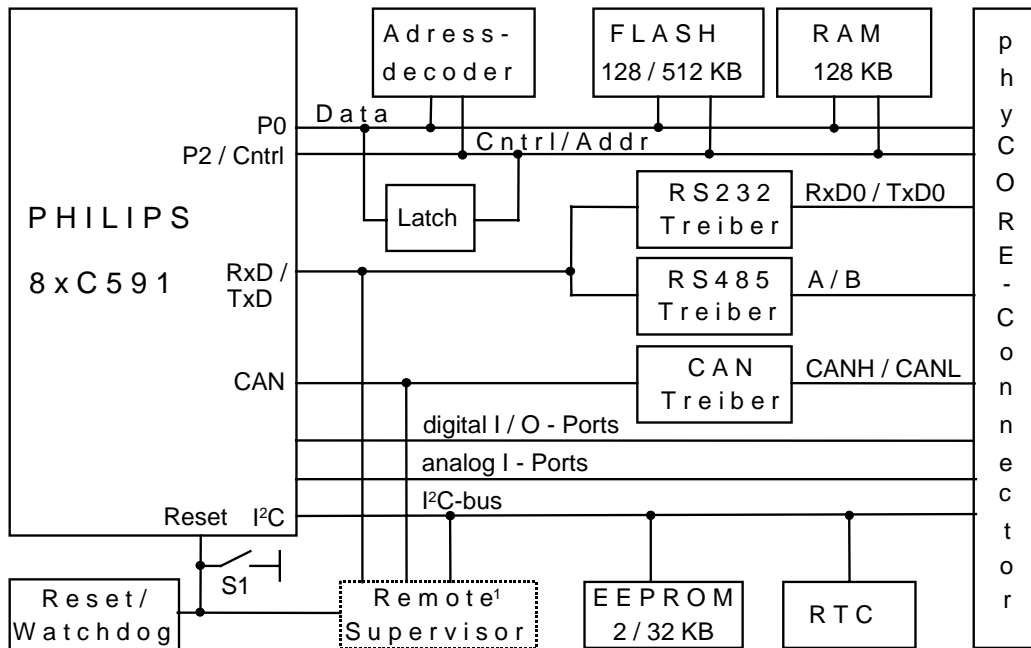 Adress-
decoder
FLASH
128 / 512 KB
RAM
128 KB
phyCORE-Connector
Data
P0
Cntrl/Addr
P2 / Cntrl
PHILIPS
8xC591
Latch
RS232
Treiber
RxD0 / TxD0
RxD /
TxD
RS485
Treiber
A / B
CAN
CAN
Treiber
CANH / CANL
digital I / O - Ports
analog I - Ports
I²C-bus
Reset
I²C
S1
Reset/
Watchdog
Remote¹
Supervisor
EEPROM
2 / 32 KB
RTC